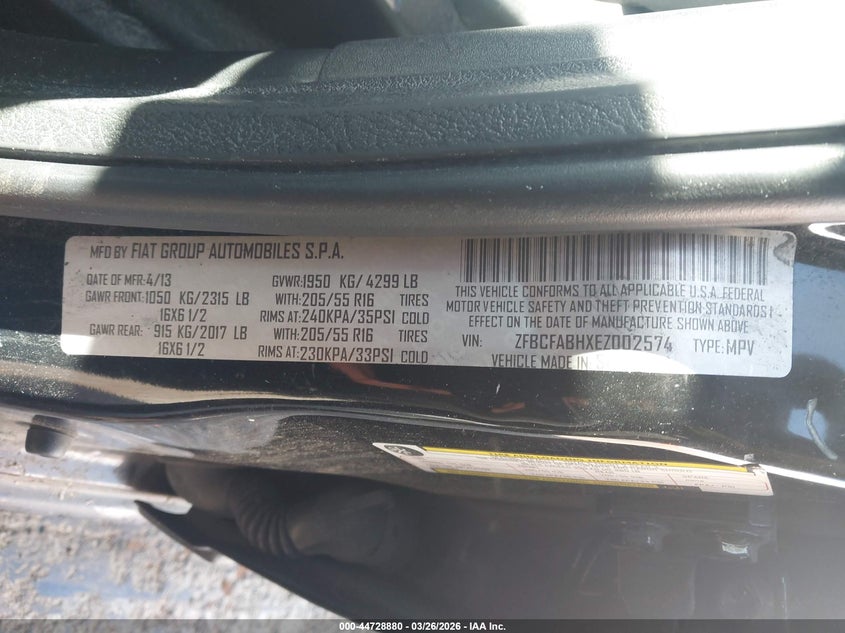 MFD BY FIAT GROUP AUTOMOBILES S.P.A.
DATE OF MFR:4/13 GVWR:1950 KG/4299 LB
GAWR FRONT:1050 KG/2315 LB WITH:205/55 R16 TIRES
16X6 1/2 RIMS AT:240KPA/35PSI COLD
GAWR REAR: 915 KG/2017 LB WITH:205/55 R16 TIRES
16X6 1/2 RIMS AT:230KPA/33PSI COLD
THIS VEHICLE CONFORMS TO ALL APPLICABLE U.S.A. FEDERAL
MOTOR VEHICLE SAFETY AND THEFT PREVENTION STANDARDS I
EFFECT ON THE DATE OF MANUFACTURE SHOWN ABOVE
VIN: ZFBCFABHXEZ002574 TYPE:MPV
VEHICLE MADE IN
TIRE AND LOADING INFORMATION
000-44728880 - 03/26/2026 - IAA Inc.